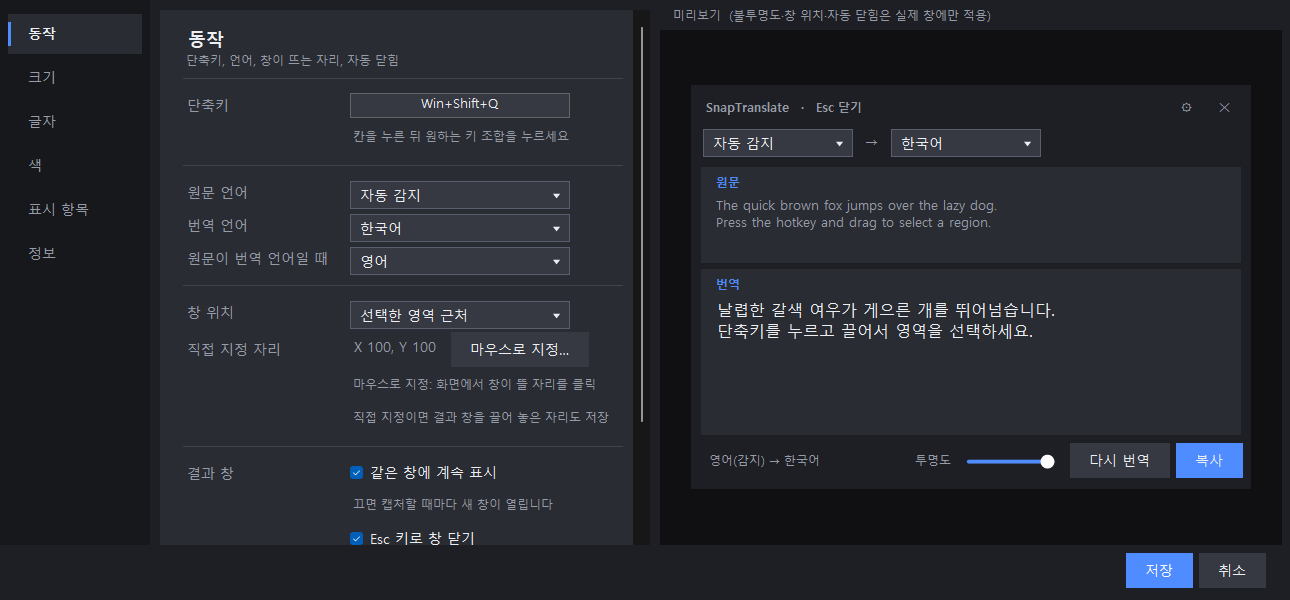 동작
크기
글자
색
표시 항목
정보
동작
단축키, 언어, 창이 뜨는 자리, 자동 닫힘
단축키
Win+Shift+Q
칸을 누른 뒤 원하는 키 조합을 누르세요
원문 언어
자동 감지
번역 언어
한국어
원문이 번역 언어일 때
영어
창 위치
선택한 영역 근처
직접 지정 자리
X 100, Y 100
마우스로 지정...
마우스로 지정: 화면에서 창이 뜰 자리를 클릭
직접 지정이면 결과 창을 끌어 놓은 자리도 저장
결과 창
같은 창에 계속 표시
끄면 캡처할 때마다 새 창이 열립니다
Esc 키로 창 닫기
미리보기 (불투명도·창 위치·자동 닫힘은 실제 창에만 적용)
SnapTranslate · Esc 닫기
자동 감지 → 한국어
원문
The quick brown fox jumps over the lazy dog.
Press the hotkey and drag to select a region.
번역
날렵한 갈색 여우가 게으른 개를 뛰어넘습니다.
단축키를 누르고 끌어서 영역을 선택하세요.
영어(감지) → 한국어
투명도
다시 번역
복사
저장
취소